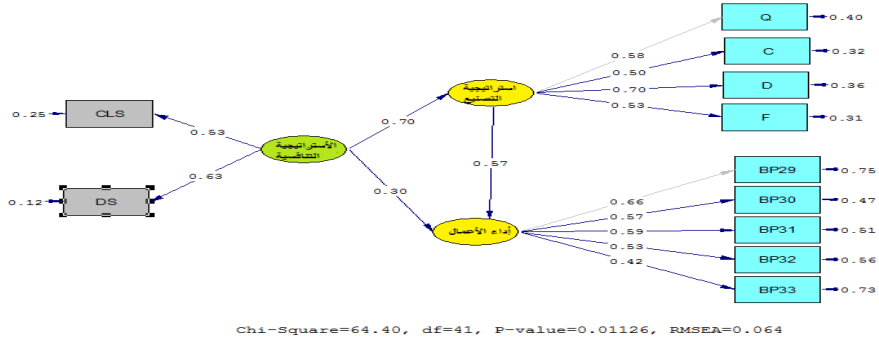 0.25
CLS
0.53
0.12
DS
0.63
الأستراتيجية
التنافسية
0.70
0.30
استراتيجية
التصنيع
0.57
أداء الأعمال
0.58
Q
0.40
0.50
C
0.32
0.70
D
0.36
0.53
F
0.31
0.66
BP29
0.75
0.57
BP30
0.47
0.59
BP31
0.51
0.53
BP32
0.56
0.42
BP33
0.73
Chi-Square=64.40, df=41, P-value=0.01126, RMSEA=0.064